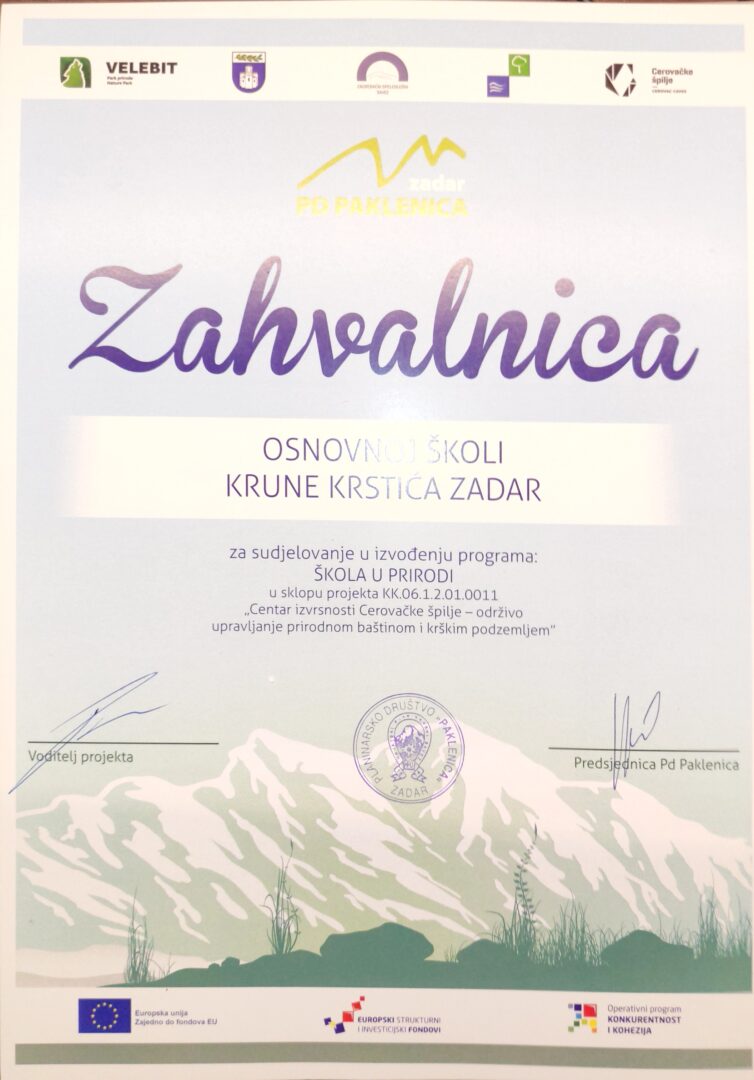 VELEBIT
Park prirode
Nature Park
Cerovačke
špilje
CEROVAC CAVES
zadar
PD PAKLENICA
Zahvalnica
OSNOVNOJ ŠKOLI
KRUNE KRSTIĆA ZADAR
za sudjelovanje u izvođenju programa:
ŠKOLA U PRIRODI
u sklopu projekta KK.06.1.2.01.0011
„Centar izvrsnosti Cerovačke špilje – održivo
upravljanje prirodnom baštinom i krškim podzemljem“
Voditelj projekta
PLANINARSKO DRUŠTVO „PAKLENICA“
ZADAR
Predsjednica Pd Paklenica
Europska unija
Zajedno do fondova EU
EUROPSKI STRUKTURNI
I INVESTICIJSKI FONDOVI
Operativni program
KONKURENTNOST
I KOHEZIJA